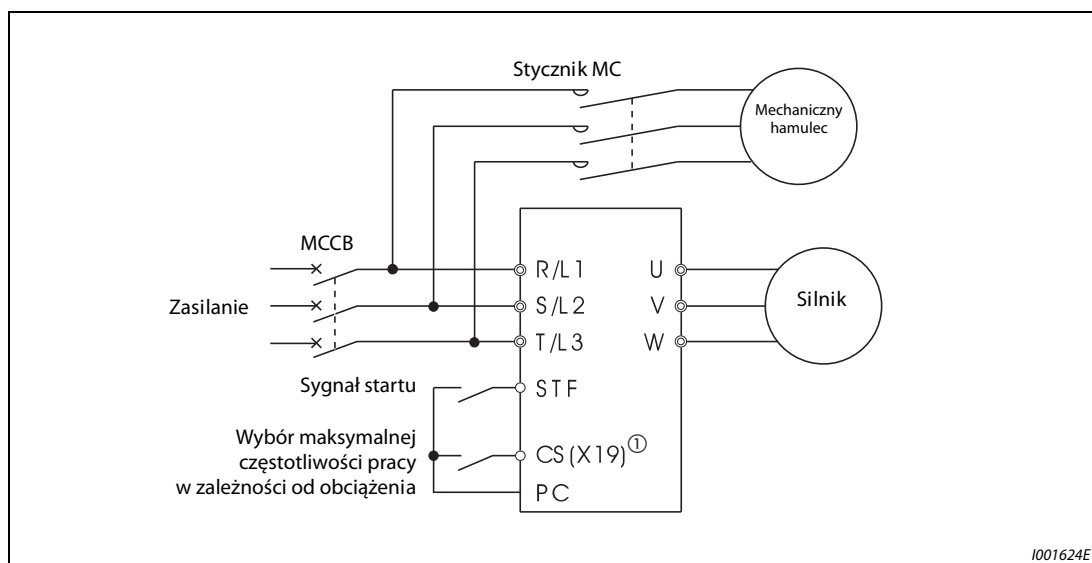 Stycznik MC
Mechaniczny
hamulec
MCCB
Zasilanie
R/L1
S/L2
T/L3
U
V
W
Silnik
Sygnał startu
STF
Wybór maksymalnej
częstotliwości pracy
w zależności od obciążenia
CS(X19)①
PC
I001624E